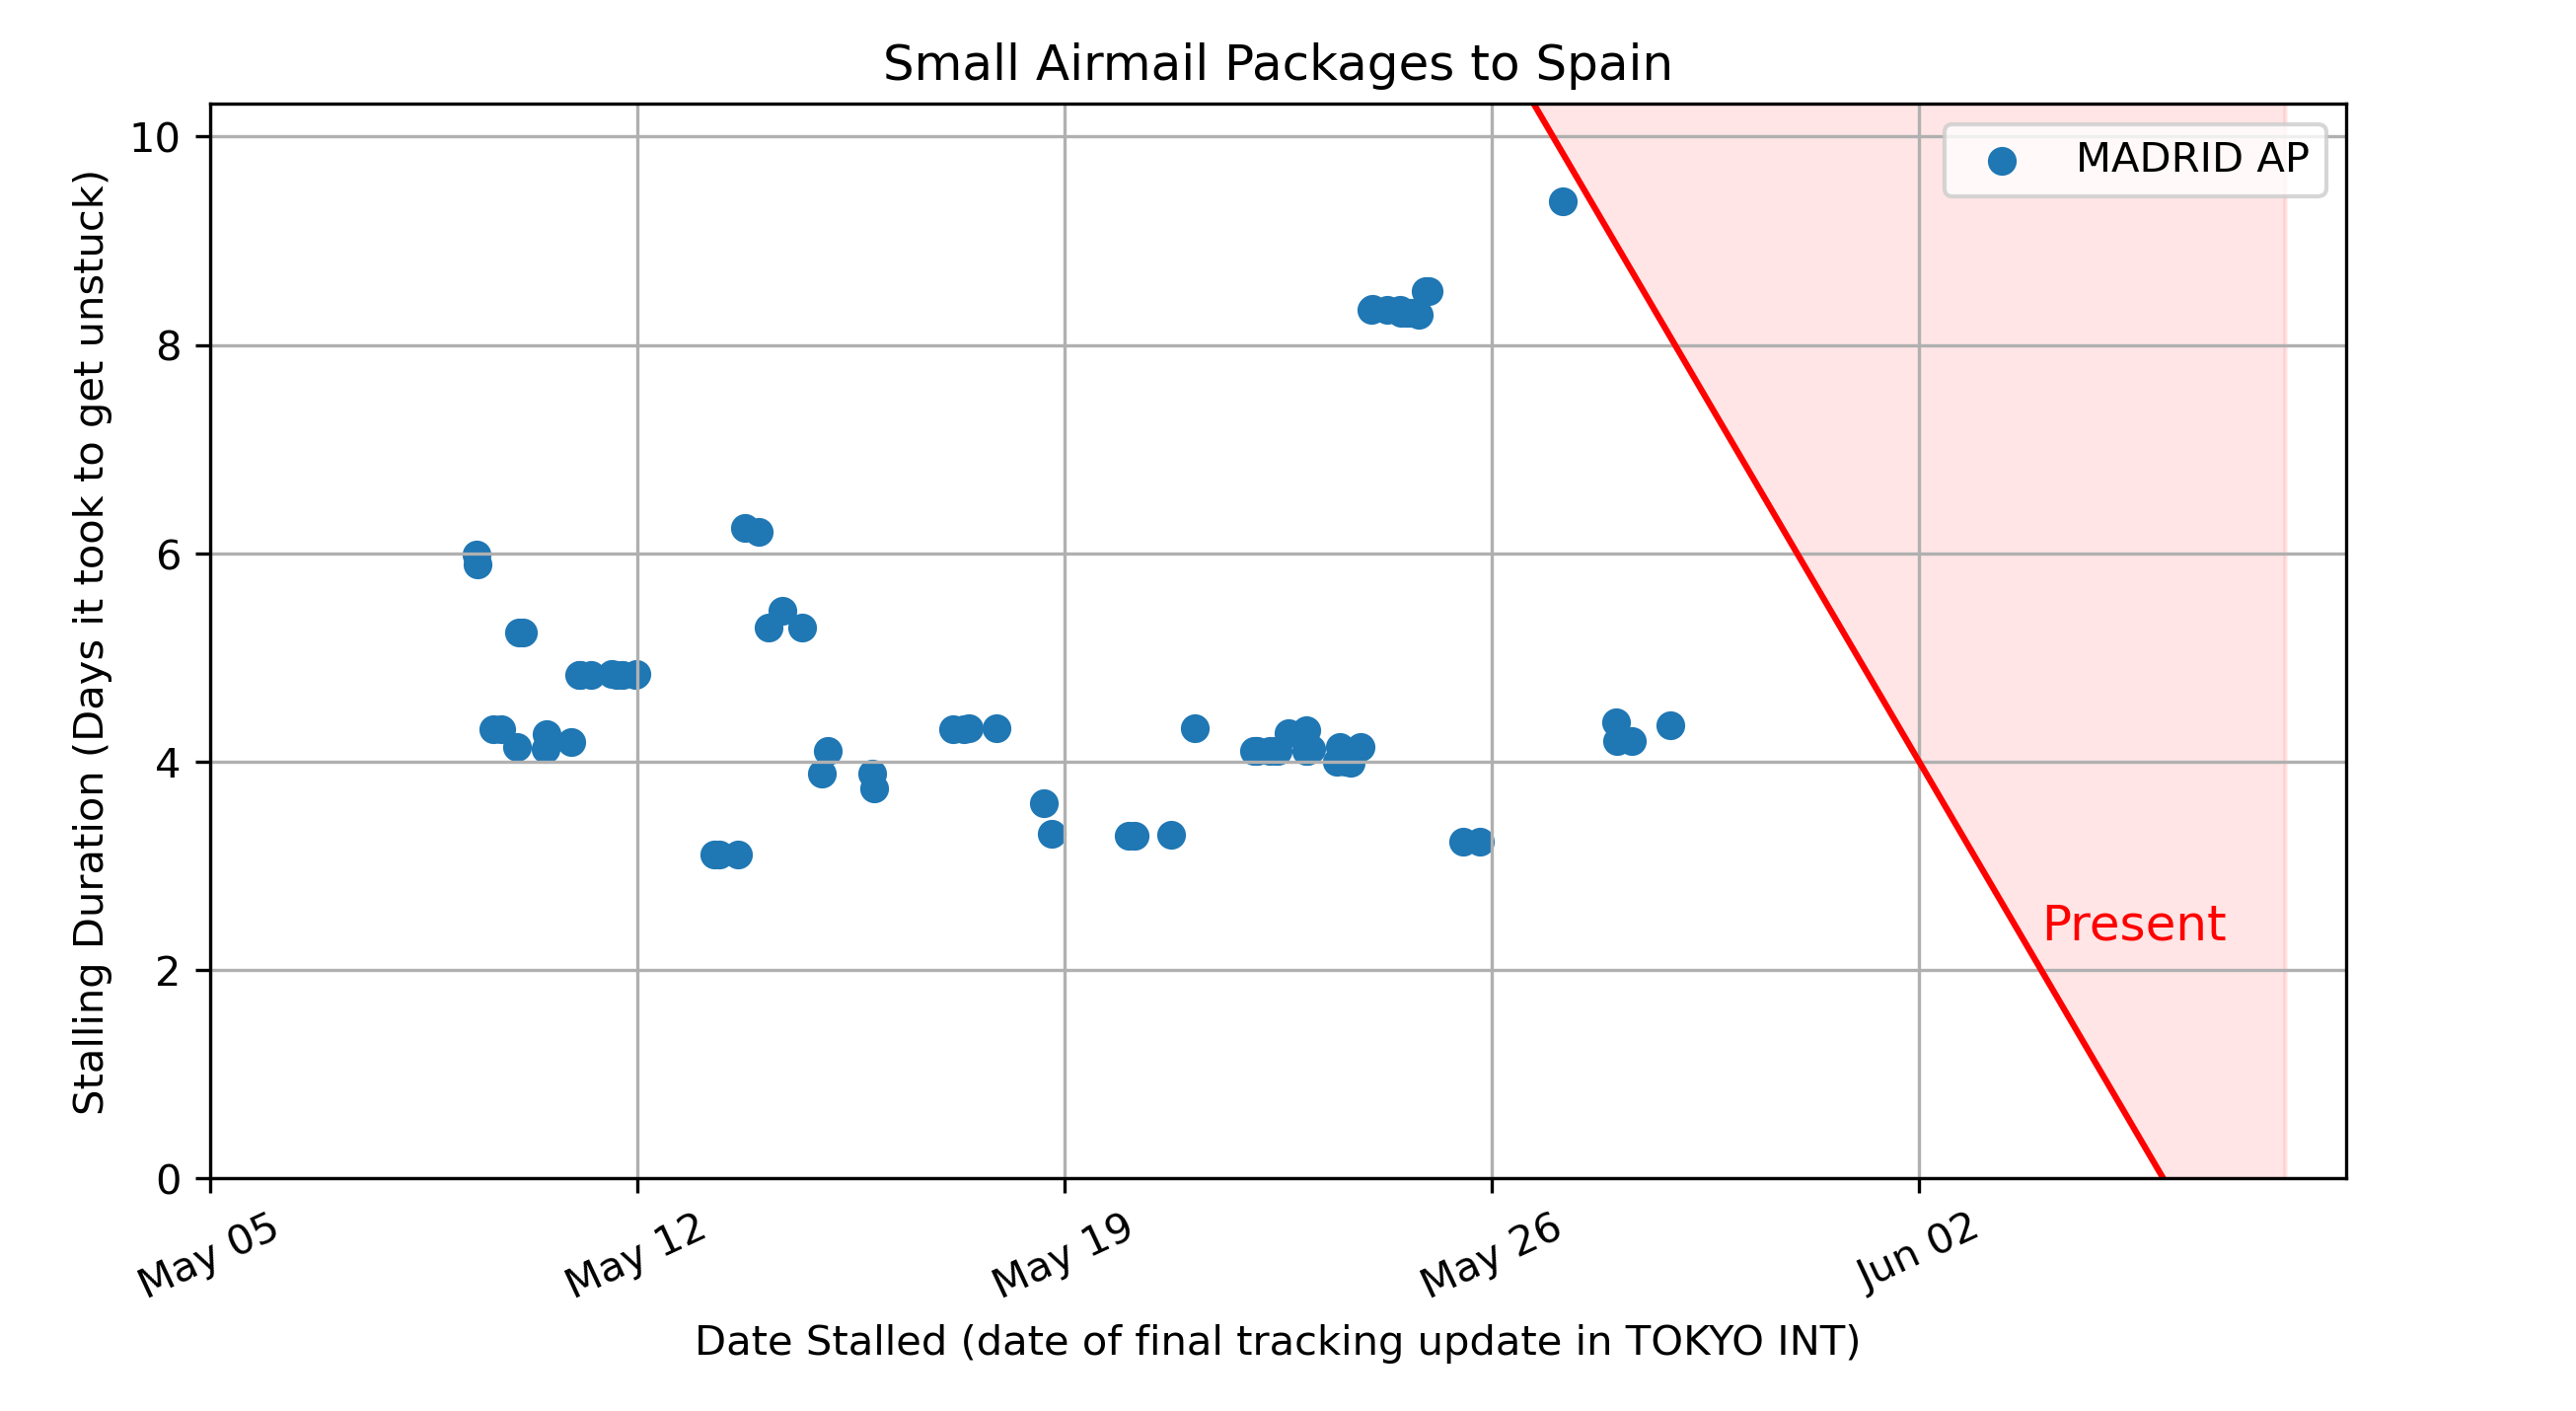 Small Airmail Packages to Spain
MADRID AP
Present
Stalling Duration (Days it took to get unstuck)
10
8
6
4
2
0
May 05
May 12
May 19
May 26
Jun 02
Date Stalled (date of final tracking update in TOKYO INT)